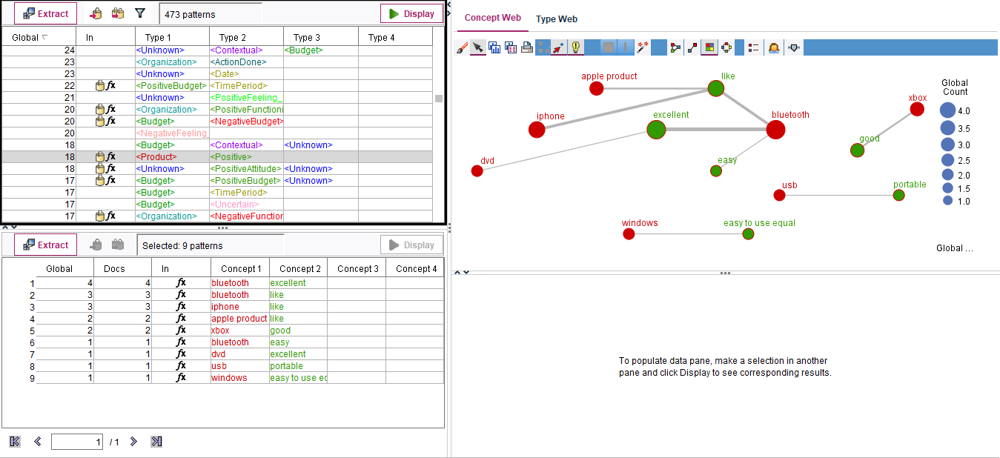 Extract
473 patterns
Display
Global In Type 1 Type 2 Type 3 Type 4
24 <Unknown> <Contextual> <Budget>
23 <Organization> <ActionDone>
23 <Unknown> <Date>
22 fx <PositiveBudget> <TimePeriod>
21 <Unknown> <PositiveFeeling_
20 fx <Organization> <PositiveFunctioni
20 fx <Budget> <NegativeBudget>
20 <NegativeFeeling_
18 <Budget> <Contextual> <Unknown>
18 fx <Product> <Positive>
18 fx <Unknown> <PositiveAttitude> <Unknown>
17 fx <Budget> <PositiveBudget> <Unknown>
17 <Budget> <TimePeriod>
17 <Budget> <Uncertain>
17 fx <Organization> <NegativeFunction
Extract
Selected: 9 patterns
Display
Global Docs In Concept 1 Concept 2 Concept 3 Concept 4
1 4 4 fx bluetooth excellent
2 3 3 fx bluetooth like
3 3 3 fx iphone like
4 2 2 fx apple product like
5 2 2 fx xbox good
6 1 1 fx bluetooth easy
7 1 1 fx dvd excellent
8 1 1 fx usb portable
9 1 1 fx windows easy to use eq
1 / 1
Concept Web Type Web
apple product
like
iphone
excellent
bluetooth
xbox
good
dvd
easy
usb
portable
windows
easy to use equal
Global
Count
4.0
3.5
3.0
2.5
2.0
1.5
1.0
Global ...
To populate data pane, make a selection in another
pane and click Display to see corresponding results.